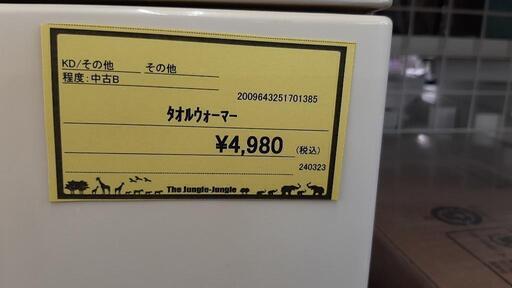 KD/その他 その他
程度:中古B
2009643251701385
ﾀｵﾙｳｫｰﾏｰ
¥4,980 (税込)
240323
The Jungle-Jungle